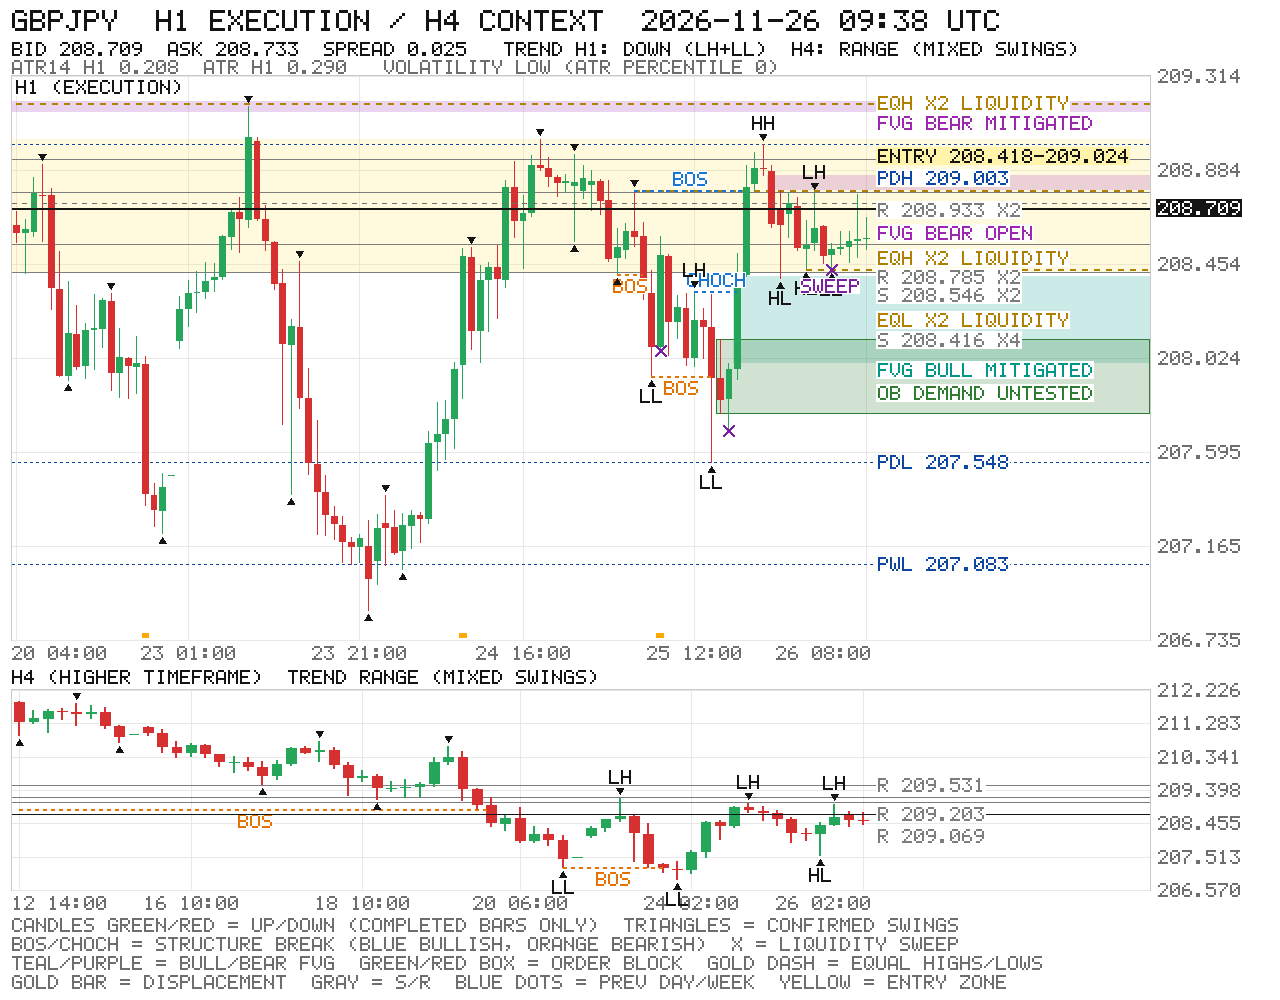 GBPJPY H1 EXECUTION / H4 CONTEXT 2026-11-26 09:38 UTC
BID 208.709 ASK 208.733 SPREAD 0.025 TREND H1: DOWN (LH+LL) H4: RANGE (MIXED SWINGS)
ATR14 H1 0.208 ATR H1 0.290 VOLATILITY LOW (ATR PERCENTILE 0)
H1 (EXECUTION)
209.314
EQH X2 LIQUIDITY
FVG BEAR MITIGATED
HH
ENTRY 208.418-209.024
208.884
LH
BOS
PDH 209.003
208.709
R 208.933 X2
FVG BEAR OPEN
EQH X2 LIQUIDITY
208.454
LH
R 208.785 X2
BOS
CHOCH
SWEEP
HL
S 208.546 X2
EQL X2 LIQUIDITY
S 208.416 X4
208.024
FVG BULL MITIGATED
BOS
LL
OB DEMAND UNTESTED
207.595
PDL 207.548
LL
207.165
PWL 207.083
206.735
20 04:00 23 01:00 23 21:00 24 16:00 25 12:00 26 08:00
H4 (HIGHER TIMEFRAME) TREND RANGE (MIXED SWINGS)
212.226
211.283
210.341
LH LH LH
R 209.531
209.398
R 209.203
BOS
208.455
R 209.069
207.513
BOS
HL
LL
206.570
LL
12 14:00 16 10:00 18 10:00 20 06:00 24 02:00 26 02:00
CANDLES GREEN/RED = UP/DOWN (COMPLETED BARS ONLY) TRIANGLES = CONFIRMED SWINGS
BOS/CHOCH = STRUCTURE BREAK (BLUE BULLISH, ORANGE BEARISH) X = LIQUIDITY SWEEP
TEAL/PURPLE = BULL/BEAR FVG GREEN/RED BOX = ORDER BLOCK GOLD DASH = EQUAL HIGHS/LOWS
GOLD BAR = DISPLACEMENT GRAY = S/R BLUE DOTS = PREV DAY/WEEK YELLOW = ENTRY ZONE